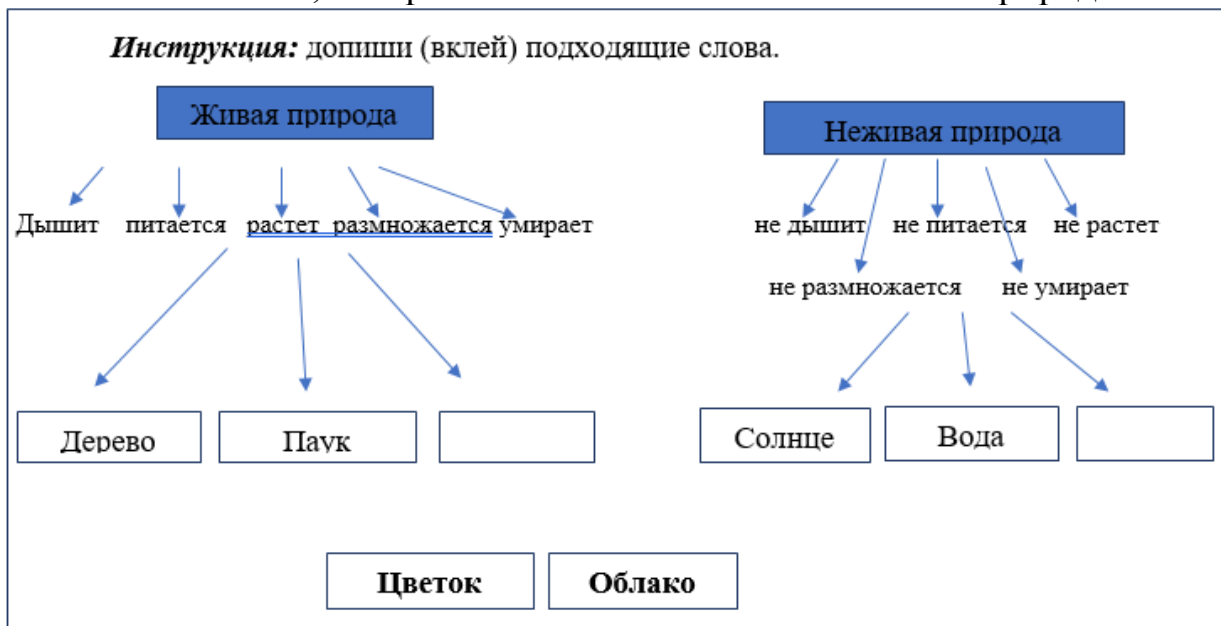 Инструкция: допиши (вклей) подходящие слова.
Живая природа
Неживая природа
Дышит питается растет размножается умирает
не дышит не питается не растет
не размножается не умирает
Дерево Паук
Солнце Вода
Цветок Облако